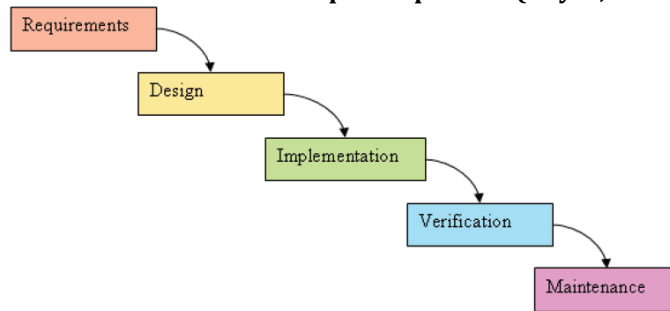 Requirements
Design
Implementation
Verification
Maintenance